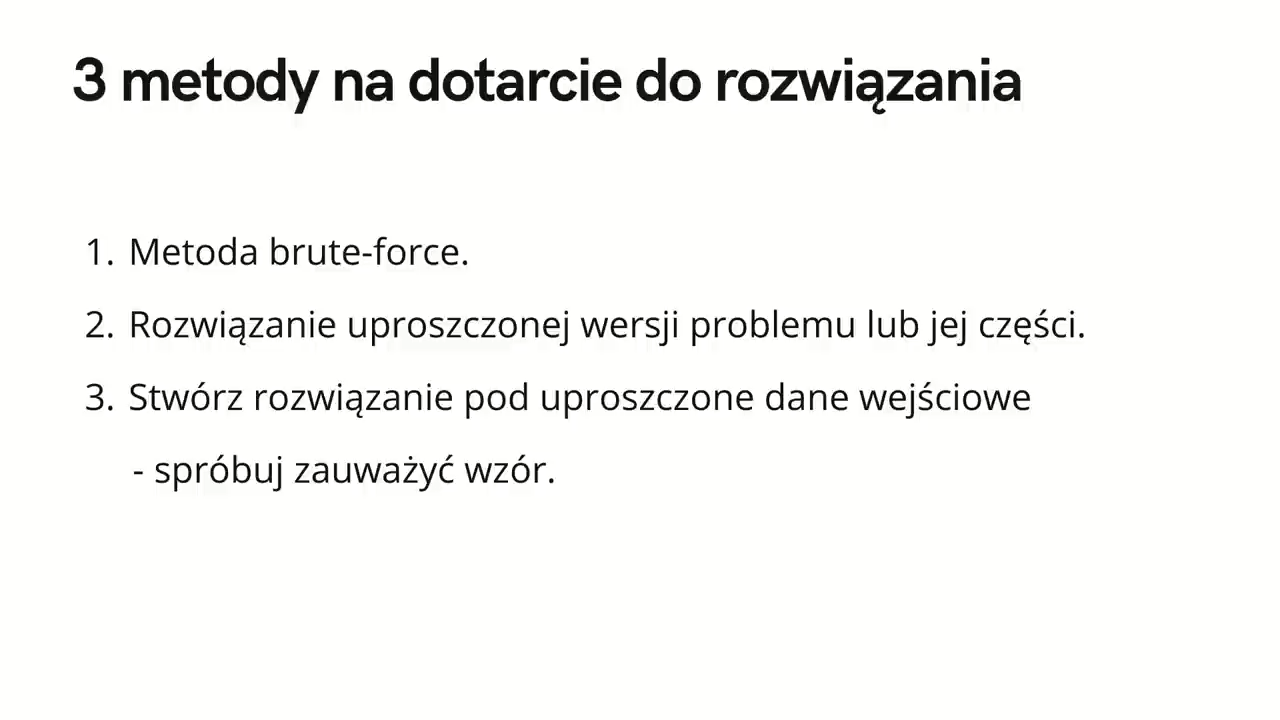 3 metody na dotarcie do rozwiązania
1. Metoda brute-force.
2. Rozwiązanie uproszczonej wersji problemu lub jej części.
3. Stwórz rozwiązanie pod uproszczone dane wejściowe
- spróbuj zauważyć wzór.